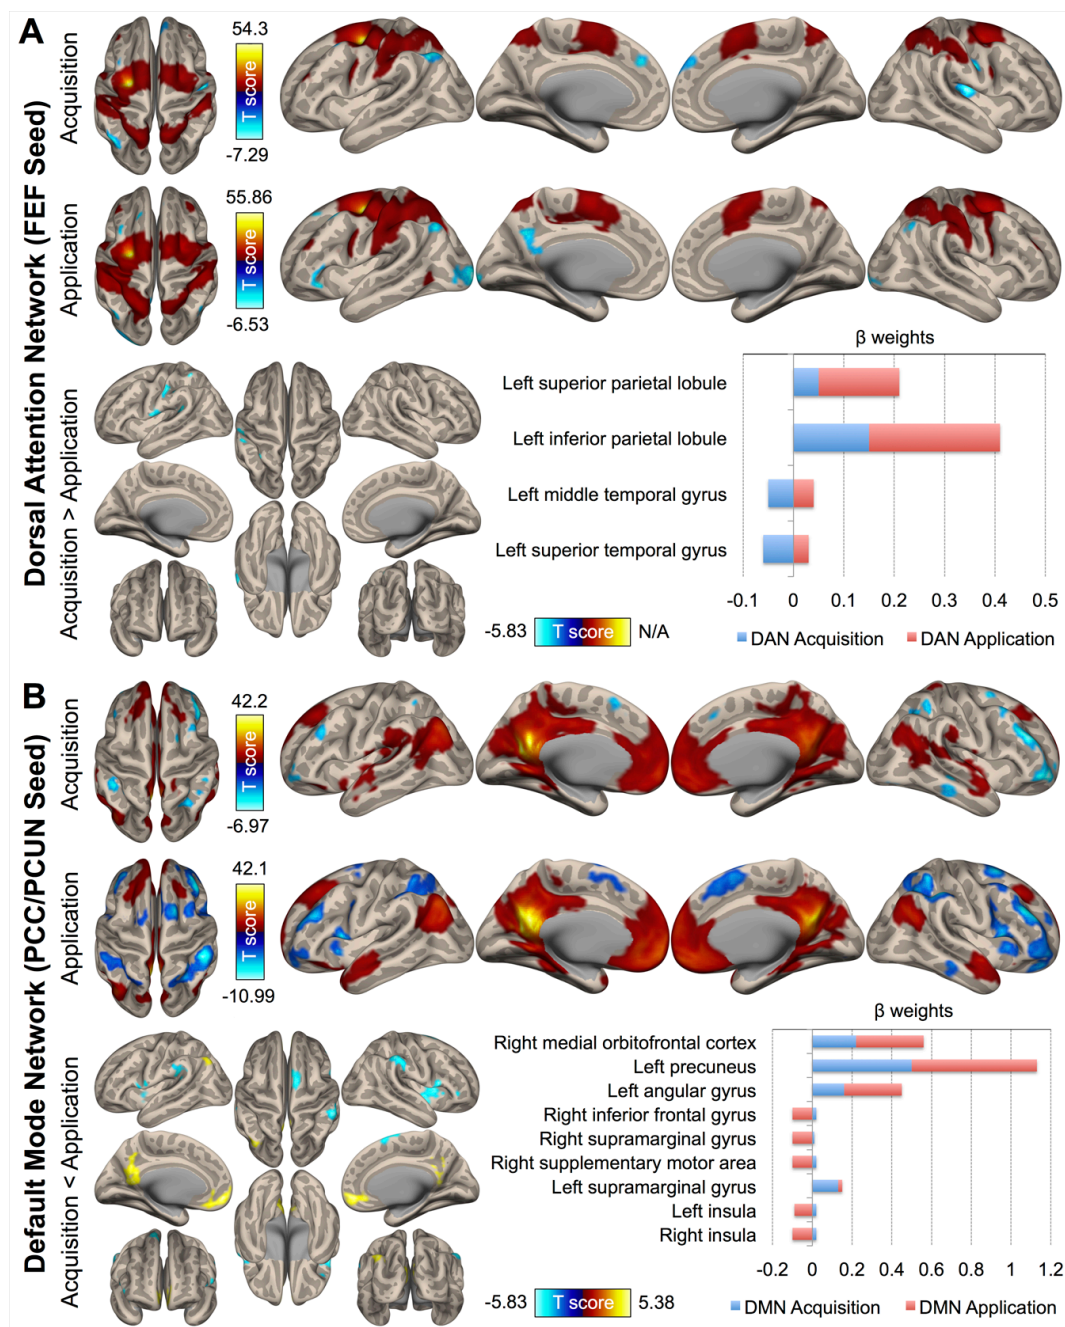 A
Dorsal Attention Network (FEF Seed)
Acquisition
54.3
T score
-7.29
Application
55.86
T score
-6.53
Acquisition > Application
-5.83
T score
N/A
β weights
Left superior parietal lobule
Left inferior parietal lobule
Left middle temporal gyrus
Left superior temporal gyrus
-0.1 0 0.1 0.2 0.3 0.4 0.5
DAN Acquisition DAN Application
B
Default Mode Network (PCC/PCUN Seed)
Acquisition
42.2
T score
-6.97
Application
42.1
T score
-10.99
Acquisition < Application
-5.83
T score
5.38
β weights
Right medial orbitofrontal cortex
Left precuneus
Left angular gyrus
Right inferior frontal gyrus
Right supramarginal gyrus
Right supplementary motor area
Left supramarginal gyrus
Left insula
Right insula
-0.2 0 0.2 0.4 0.6 0.8 1 1.2
DMN Acquisition DMN Application